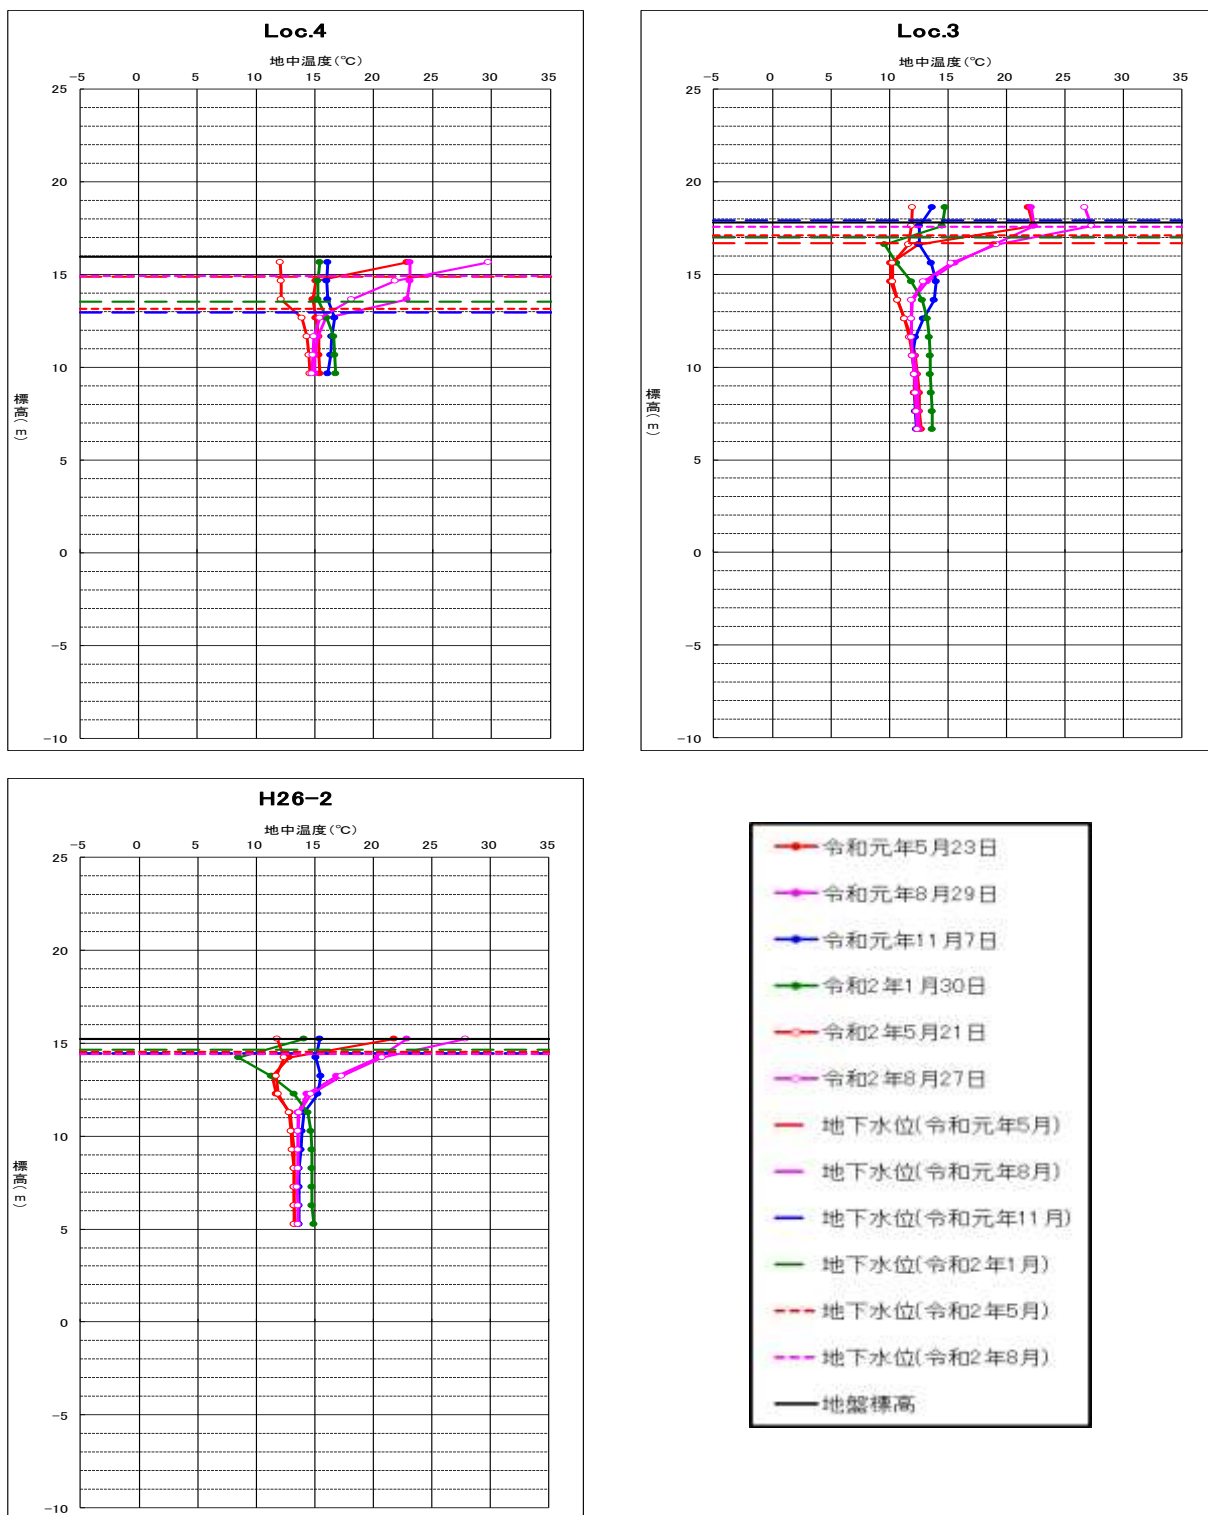 Loc.4
地中温度(℃)
-5 0 5 10 15 20 25 30 35
25
20
15
10
5
0
-5
-10
標高(m)
Loc.3
地中温度(℃)
-5 0 5 10 15 20 25 30 35
25
20
15
10
5
0
-5
-10
標高(m)
H26-2
地中温度(℃)
-5 0 5 10 15 20 25 30 35
25
20
15
10
5
0
-5
-10
標高(m)
令和元年5月23日
令和元年8月29日
令和元年11月7日
令和2年1月30日
令和2年5月21日
令和2年8月27日
地下水位(令和元年5月)
地下水位(令和元年8月)
地下水位(令和元年11月)
地下水位(令和2年1月)
地下水位(令和2年5月)
地下水位(令和2年8月)
地盤標高